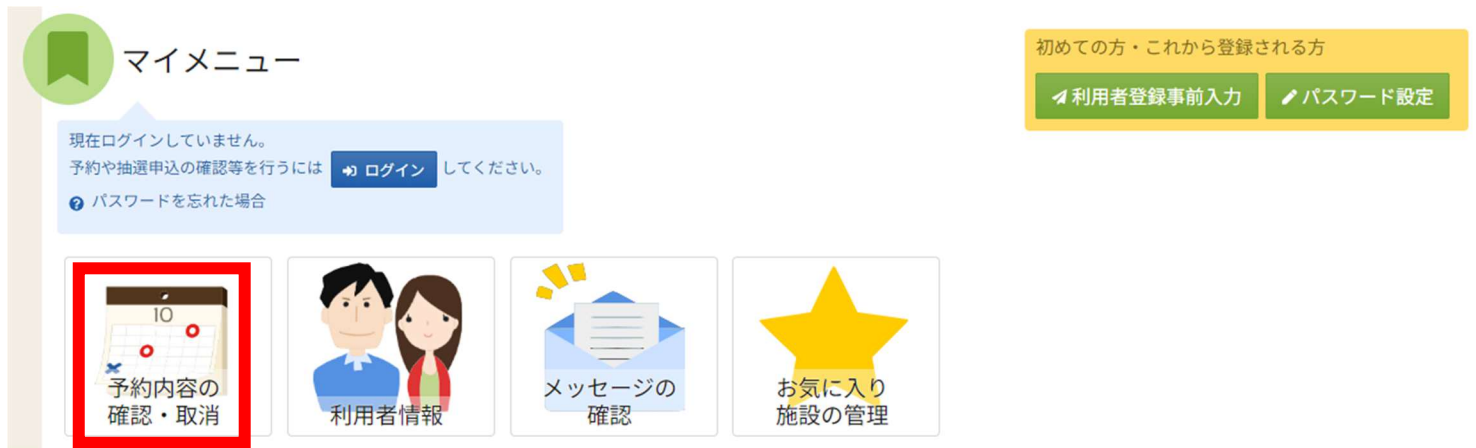 マイメニュー
初めての方・これから登録される方
利用者登録事前入力
パスワード設定
現在ログインしていません。
予約や抽選申込の確認等を行うには ログイン してください。
パスワードを忘れた場合
10
予約内容の
確認・取消
利用者情報
メッセージの
確認
お気に入り
施設の管理